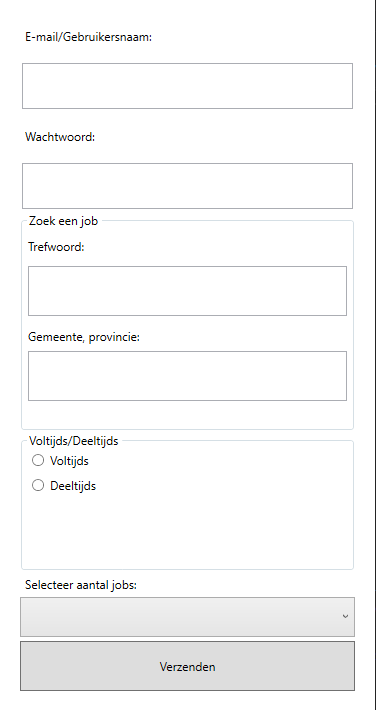 E-mail/Gebruikersnaam:
Wachtwoord:
Zoek een job
Trefwoord:
Gemeente, provincie:
Voltijds/Deeltijds
Voltijds
Deeltijds
Selecteer aantal jobs:
Verzenden